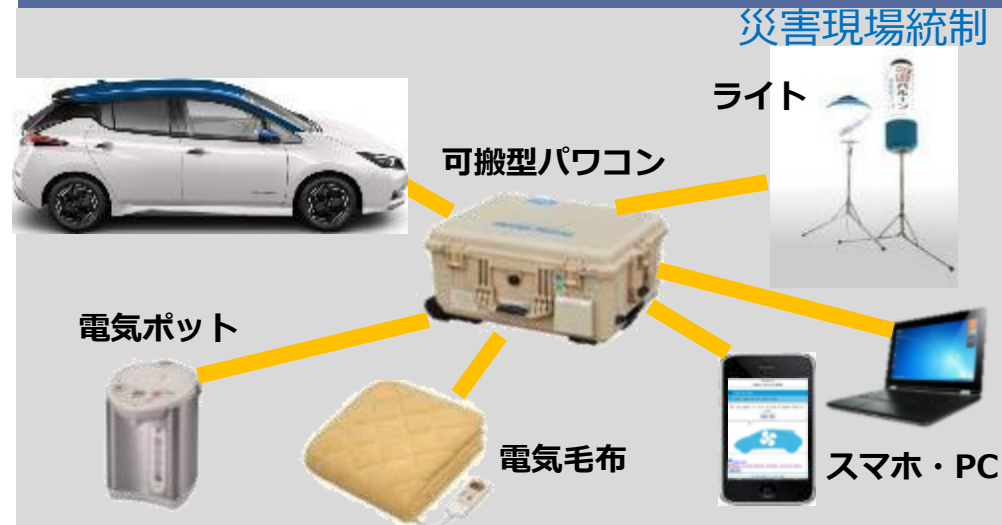 災害現場統制
ライト
可搬型パワコン
電気ポット
電気毛布
スマホ・PC